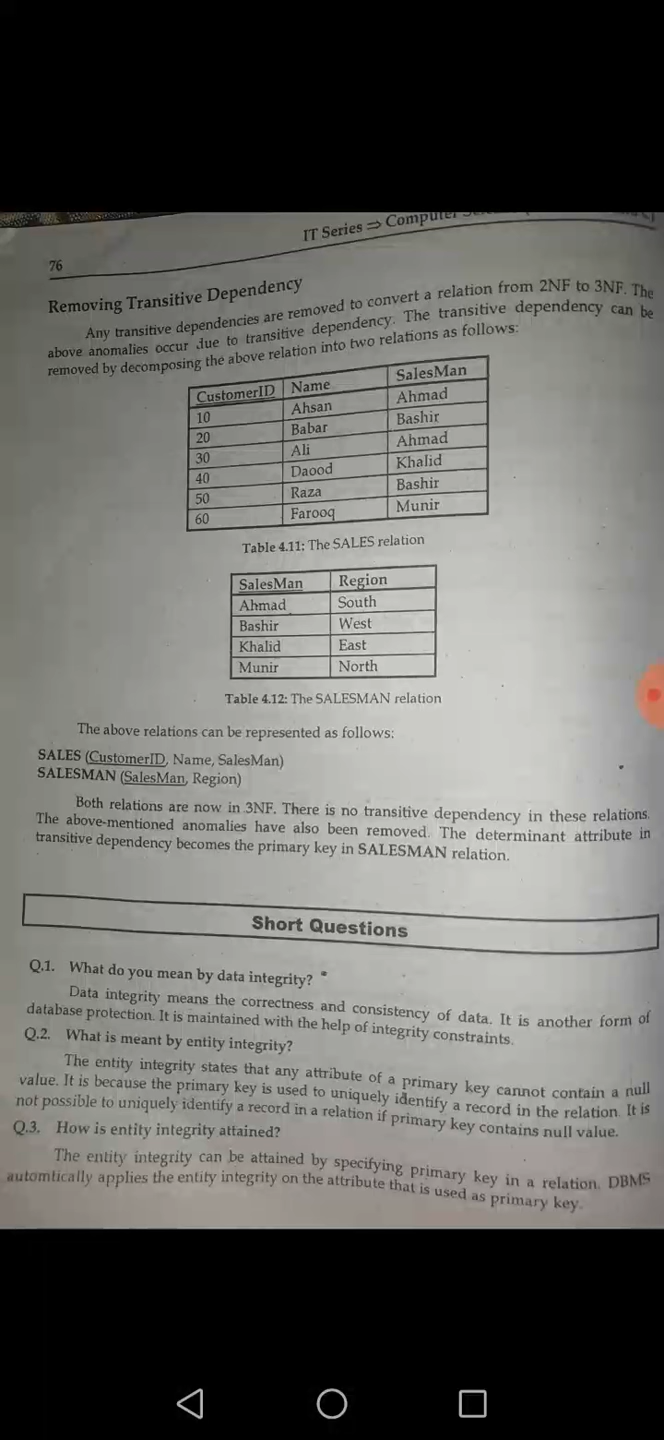 IT Series ⇒ Computer
76
Removing Transitive Dependency
Any transitive dependencies are removed to convert a relation from 2NF to 3NF. The
above anomalies occur due to transitive dependency. The transitive dependency can be
removed by decomposing the above relation into two relations as follows:
CustomerID Name SalesMan
10 Ahsan Ahmad
20 Babar Bashir
30 Ali Ahmad
40 Daood Khalid
50 Raza Bashir
60 Farooq Munir
Table 4.11: The SALES relation
SalesMan Region
Ahmad South
Bashir West
Khalid East
Munir North
Table 4.12: The SALESMAN relation
The above relations can be represented as follows:
SALES (CustomerID, Name, SalesMan)
SALESMAN (SalesMan, Region)
Both relations are now in 3NF. There is no transitive dependency in these relations.
The above-mentioned anomalies have also been removed. The determinant attribute in
transitive dependency becomes the primary key in SALESMAN relation.
Short Questions
Q.1. What do you mean by data integrity?
Data integrity means the correctness and consistency of data. It is another form of
database protection. It is maintained with the help of integrity constraints.
Q.2. What is meant by entity integrity?
The entity integrity states that any attribute of a primary key cannot contain a null
value. It is because the primary key is used to uniquely identify a record in the relation. It is
not possible to uniquely identify a record in a relation if primary key contains null value.
Q.3. How is entity integrity attained?
The entity integrity can be attained by specifying primary key in a relation. DBMS
automtically applies the entity integrity on the attribute that is used as primary key.